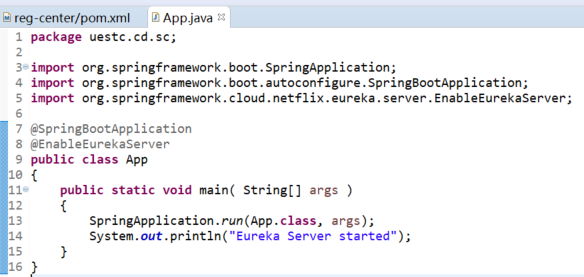 reg-center/pom.xml App.java
1 package uestc.cd.sc;
2
3 import org.springframework.boot.SpringApplication;
4 import org.springframework.boot.autoconfigure.SpringBootApplication;
5 import org.springframework.cloud.netflix.eureka.server.EnableEurekaServer;
6
7 @SpringBootApplication
8 @EnableEurekaServer
9 public class App
10 {
11     public static void main( String[] args )
12     {
13         SpringApplication.run(App.class, args);
14         System.out.println("Eureka Server started");
15     }
16 }